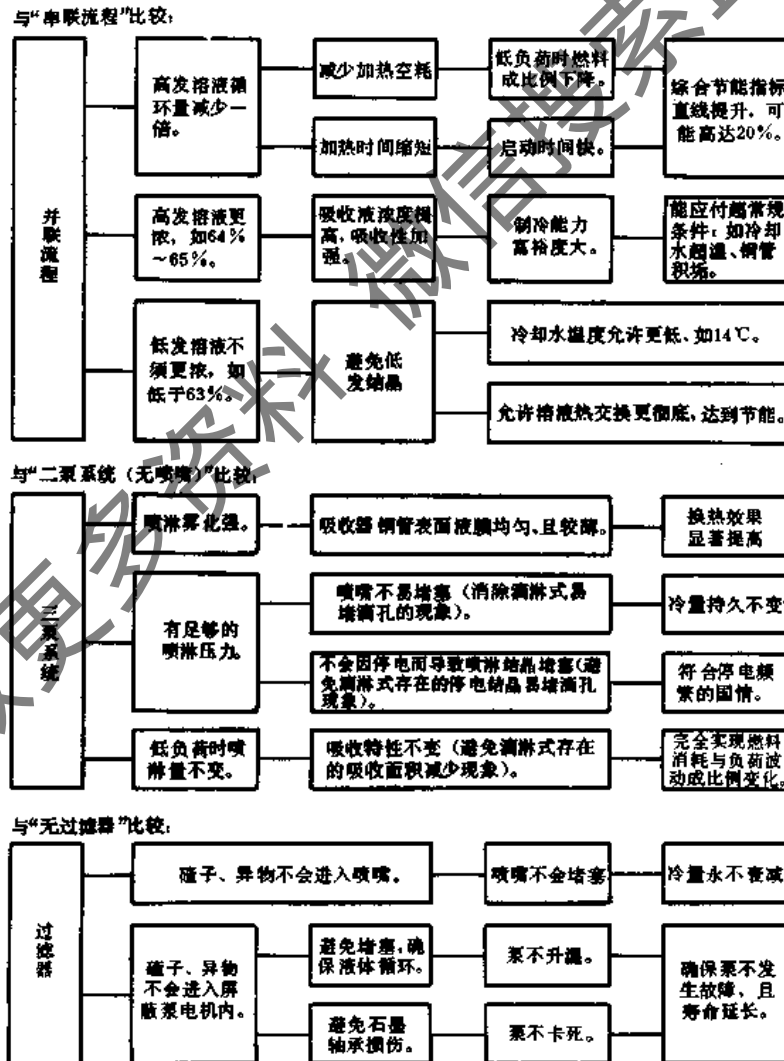 与“串联流程”比较：
并联流程
高发溶液循
环量减少一
倍。
减少加热空耗
低负荷时燃料
成比例下降。
综合节能指标
直线提升，可
能高达20%。
加热时间缩短
启动时间快。
高发溶液更
浓，如64%
~65%。
吸收液浓度提
高，吸收性加
强。
制冷能力
富裕度大。
能应付超常规
条件：如冷却
水超温、铜管
积垢。
低发溶液不
须更浓，如
低于63%。
避免低
发结晶
冷却水温度允许更低、如14℃。
允许溶液热交换更彻底，达到节能。
与“二泵系统（无喷嘴）”比较：
三泵系统
喷淋雾化强。
吸收器铜管表面液膜均匀、且较薄。
换热效果
显著提高
有足够的
喷淋压力。
喷嘴不易堵塞（消除滴淋式易
堵滴孔的现象）。
冷量持久不变
不会因停电而导致喷淋结晶堵塞（避
免滴淋式存在的停电结晶易堵滴孔
现象）。
符合停电频
繁的国情。
低负荷时喷
淋量不变。
吸收特性不变（避免滴淋式存在
的吸收面积减少现象）。
完全实现燃料
消耗与负荷波
动成比例变化。
与“无过滤器”比较：
过滤器
碴子、异物不会进入喷嘴。
喷嘴不会堵塞
冷量永不衰减
碴子、异物
不会进入屏
蔽泵电机内。
避免堵塞，确
保液体循环。
泵不升温。
确保泵不发
生故障、且
寿命延长。
避免石墨
轴承损伤。
泵不卡死。
更多资料 微信搜索